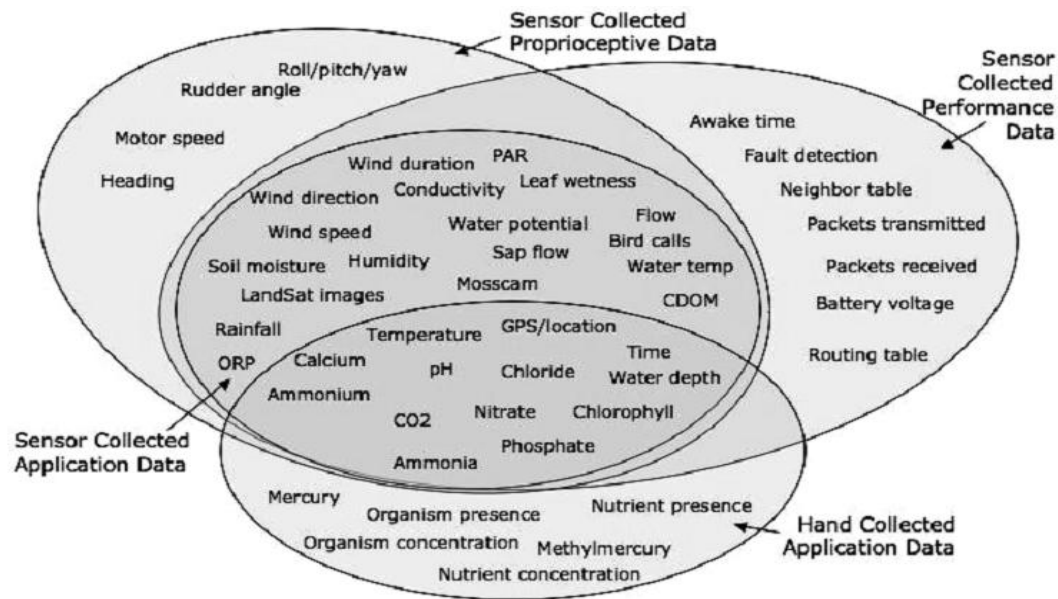 Sensor Collected
Proprioceptive Data
Sensor
Collected
Performance
Data
Roll/pitch/yaw
Rudder angle
Motor speed
Heading
Awake time
Fault detection
Neighbor table
Packets transmitted
Packets received
Battery voltage
Routing table
Wind duration
PAR
Wind direction
Conductivity
Leaf wetness
Wind speed
Water potential
Flow
Bird calls
Soil moisture
Humidity
Sap flow
Water temp
LandSat images
Mosscam
CDOM
Rainfall
ORP
Temperature
GPS/location
Calcium
pH
Chloride
Time
Water depth
Ammonium
CO2
Nitrate
Chlorophyll
Phosphate
Ammonia
Sensor Collected
Application Data
Mercury
Organism presence
Nutrient presence
Organism concentration
Methylmercury
Nutrient concentration
Hand Collected
Application Data